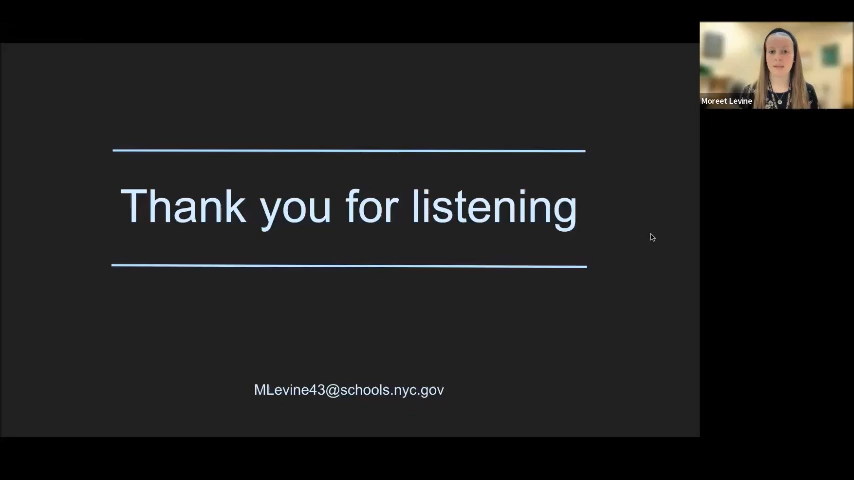 Thank you for listening
MLevine43@schools.nyc.gov
Moreet Levine